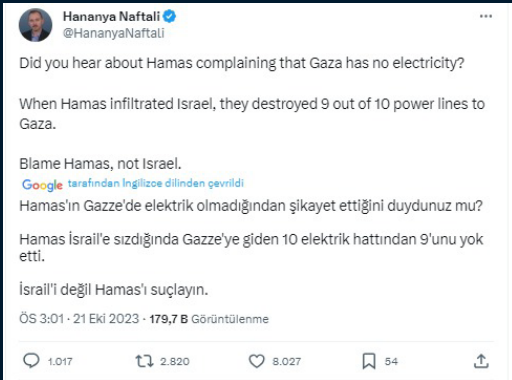 Hananya Naftali
@HananyaNaftali
Did you hear about Hamas complaining that Gaza has no electricity?
When Hamas infiltrated Israel, they destroyed 9 out of 10 power lines to
Gaza.
Blame Hamas, not Israel.
Google tarafından İngilizce dilinden çevrildi
Hamas'ın Gazze'de elektrik olmadığından şikayet ettiğini duydunuz mu?
Hamas İsrail'e sızdığında Gazze'ye giden 10 elektrik hattından 9'unu yok
etti.
İsrail'i değil Hamas'ı suçlayın.
ÖS 3:01 · 21 Eki 2023 · 179,7 B Görüntülenme
1.017 2.820 8.027 54